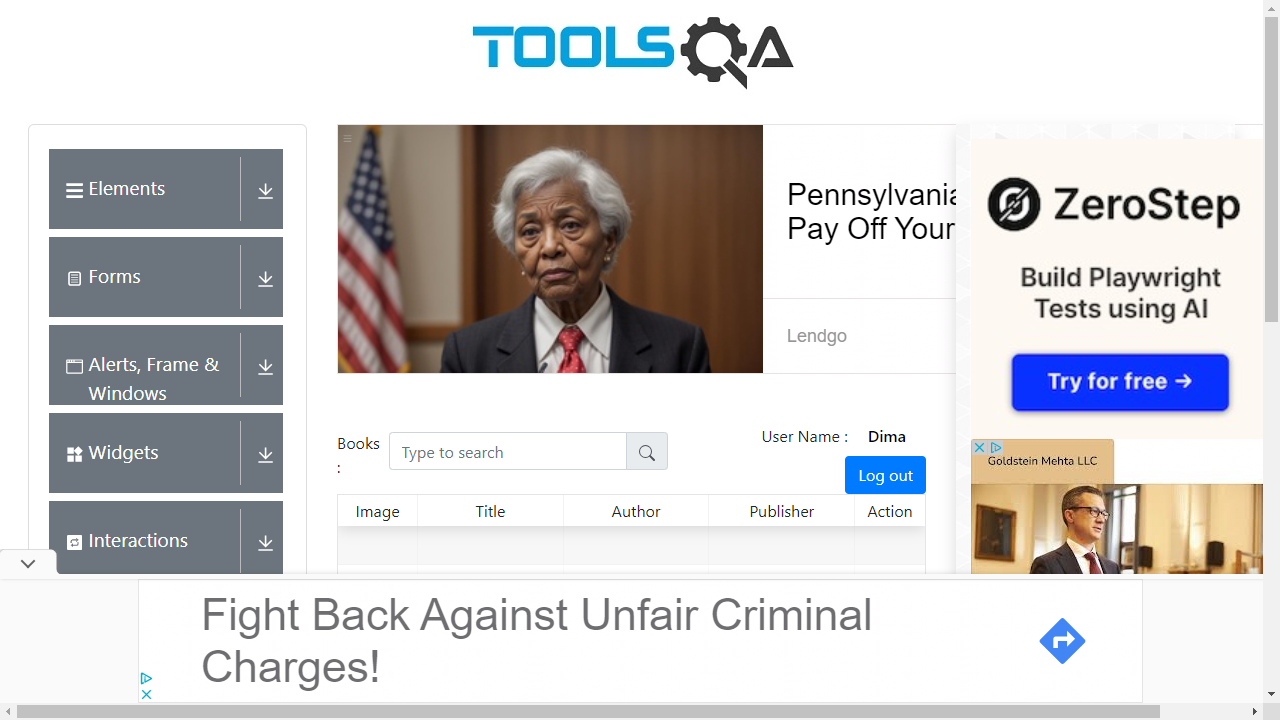 TOOLSQA
Elements
Forms
Alerts, Frame &
Windows
Widgets
Interactions
Pennsylvania
Pay Off Your
Lendgo
ZeroStep
Build Playwright
Tests using AI
Try for free →
Goldstein Mehta LLC
Books
:
Type to search
User Name :
Dima
Log out
Image
Title
Author
Publisher
Action
Fight Back Against Unfair Criminal
Charges!